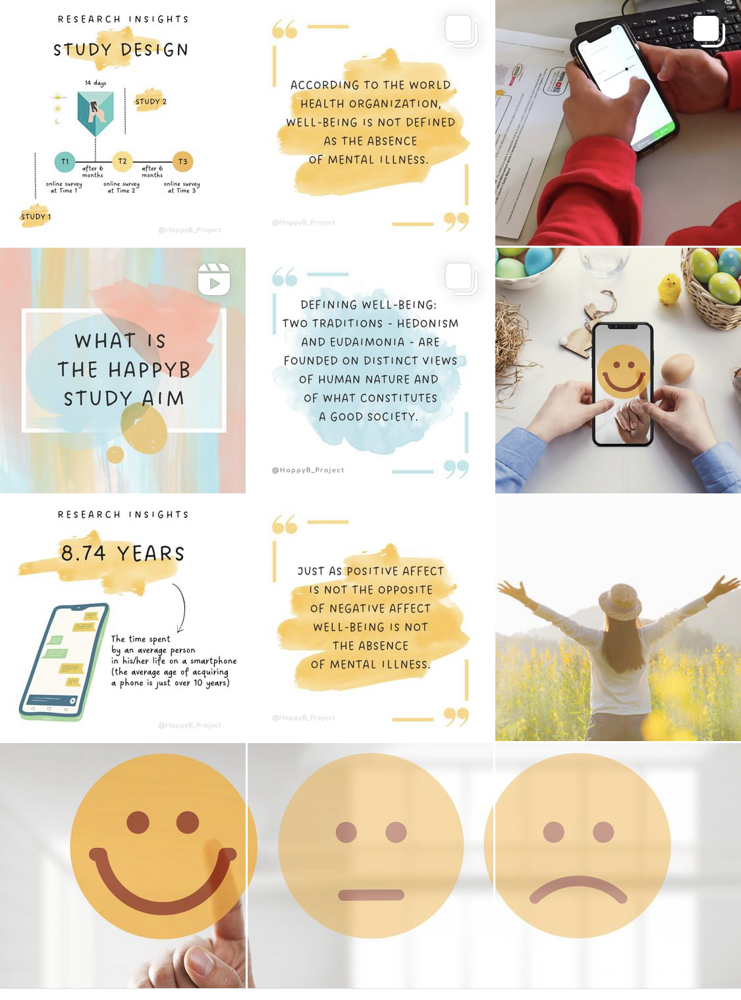 RESEARCH INSIGHTS
STUDY DESIGN
14 days
STUDY 2
T1
T2
T3
after 6
months
after 6
months
online survey
at Time 1
online survey
at Time 2
online survey
at Time 3
STUDY 1
@HappyB_Project
ACCORDING TO THE WORLD
HEALTH ORGANIZATION,
WELL-BEING IS NOT DEFINED
AS THE ABSENCE
OF MENTAL ILLNESS.
@HappyB_Project
WHAT IS
THE HAPPYB
STUDY AIM
DEFINING WELL-BEING:
TWO TRADITIONS - HEDONISM
AND EUDAIMONIA - ARE
FOUNDED ON DISTINCT VIEWS
OF HUMAN NATURE AND
OF WHAT CONSTITUTES
A GOOD SOCIETY.
@HappyB_Project
RESEARCH INSIGHTS
8.74 YEARS
The time spent
by an average person
in his/her life on a smartphone
(the average age of acquiring
a phone is just over 10 years)
@HappyB_Project
JUST AS POSITIVE AFFECT
IS NOT THE OPPOSITE
OF NEGATIVE AFFECT
WELL-BEING IS NOT
THE ABSENCE
OF MENTAL ILLNESS.
@HappyB_Project